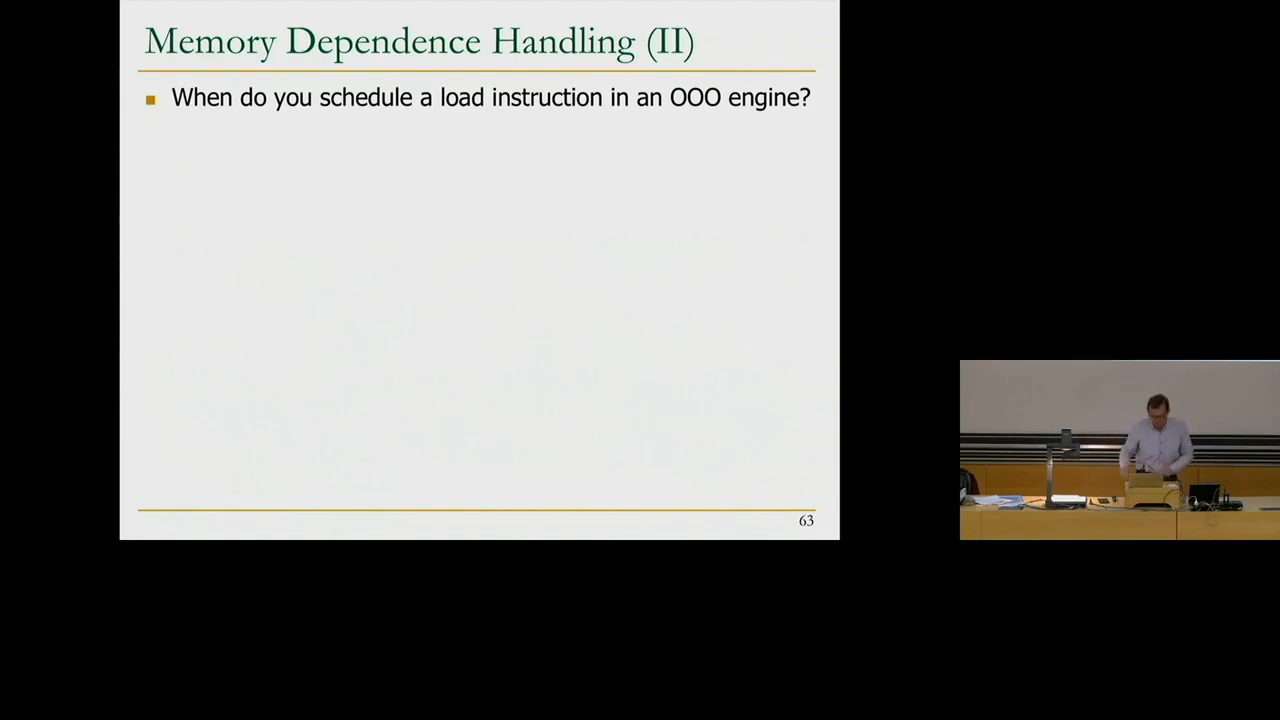 Memory Dependence Handling (II)
When do you schedule a load instruction in an OOO engine?
63